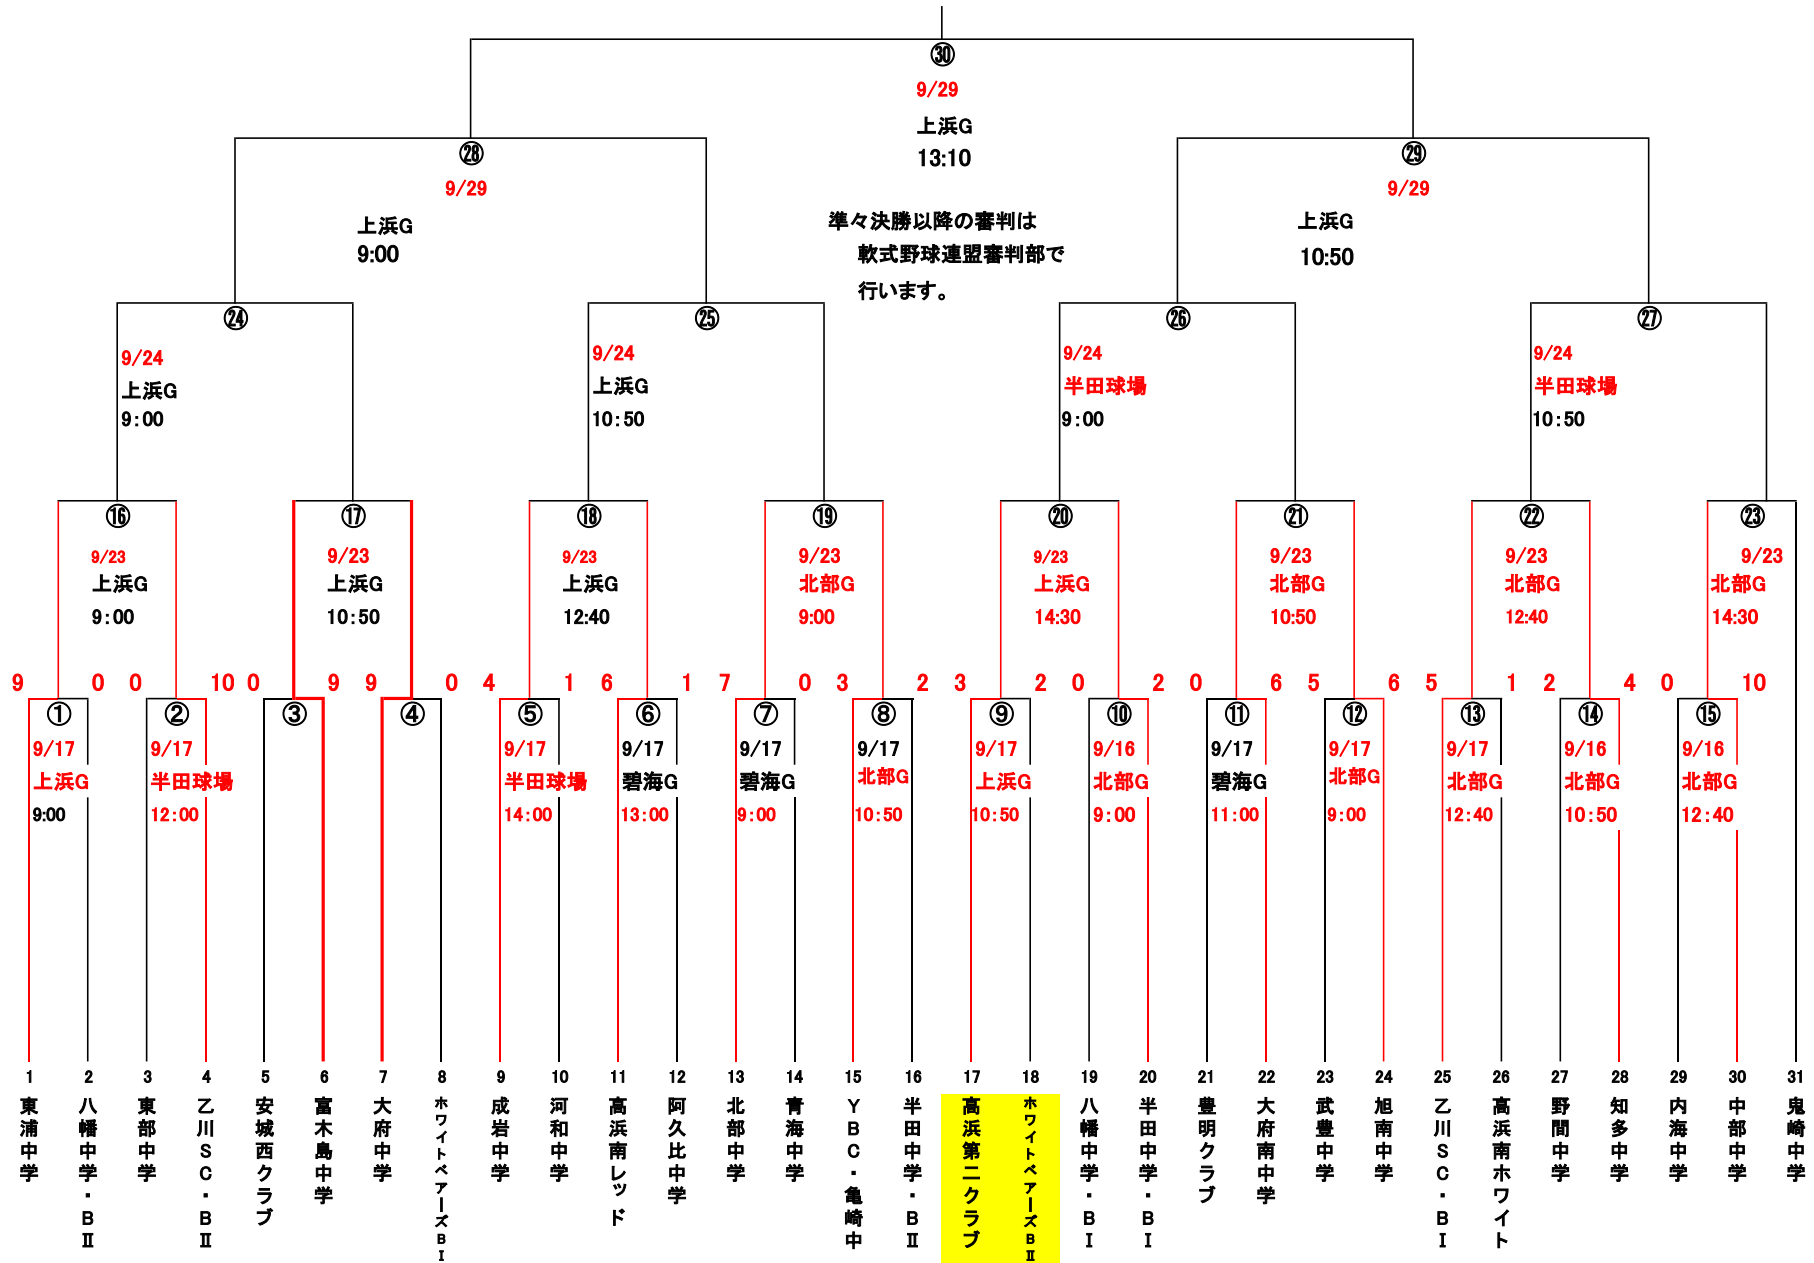 ㉚
9/29
上浜G
13:10
㉘
9/29
上浜G
9:00
㉙
9/29
上浜G
10:50
準々決勝以降の審判は
軟式野球連盟審判部で
行います。
㉔
9/24
上浜G
9:00
㉕
9/24
上浜G
10:50
㉖
9/24
半田球場
9:00
㉗
9/24
半田球場
10:50
⑯
9/23
上浜G
9:00
⑰
9/23
上浜G
10:50
⑱
9/23
上浜G
12:40
⑲
9/23
北部G
9:00
⑳
9/23
上浜G
14:30
㉑
9/23
北部G
10:50
㉒
9/23
北部G
12:40
㉓
9/23
北部G
14:30
9 0 0 10 0 9 9 0 4 1 6 1 7 0 3 2 3 2 0 2 0 6 5 6 5 1 2 4 0 10
①
9/17
上浜G
9:00
②
9/17
半田球場
12:00
③
④
⑤
9/17
半田球場
14:00
⑥
9/17
碧海G
13:00
⑦
9/17
碧海G
9:00
⑧
9/17
北部G
10:50
⑨
9/17
上浜G
10:50
⑩
9/16
北部G
9:00
⑪
9/17
碧海G
11:00
⑫
9/17
北部G
9:00
⑬
9/17
北部G
12:40
⑭
9/16
北部G
10:50
⑮
9/16
北部G
12:40
1 東浦中学
2 八幡中学・BⅡ
3 東部中学
4 乙川SC・BⅡ
5 安城西クラブ
6 富木島中学
7 大府中学
8 ホワイトベアーズBⅠ
9 成岩中学
10 河和中学
11 高浜南レッド
12 阿久比中学
13 北部中学
14 青海中学
15 YBC・亀崎中
16 半田中学・BⅡ
17 高浜第二クラブ
18 ホワイトベアーズBⅡ
19 八幡中学・BⅠ
20 半田中学・BⅠ
21 豊明クラブ
22 大府南中学
23 武豊中学
24 旭南中学
25 乙川SC・BⅠ
26 高浜南ホワイト
27 野間中学
28 知多中学
29 内海中学
30 中部中学
31 鬼崎中学